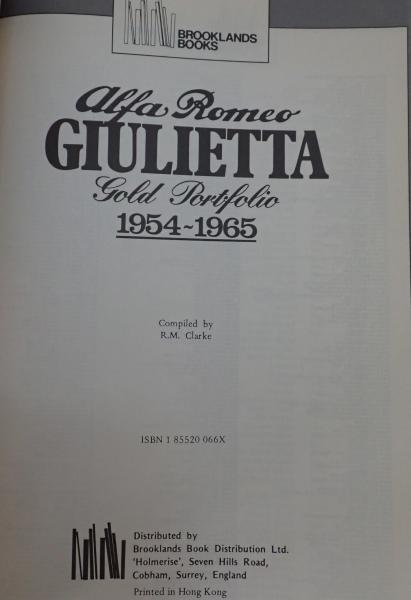 BROOKLANDS
BOOKS
Alfa Romeo
GIULIETTA
Gold Portfolio
1954~1965
Compiled by
R.M. Clarke
ISBN 1 85520 066X
Distributed by
Brooklands Book Distribution Ltd.
'Holmerise', Seven Hills Road,
Cobham, Surrey, England
Printed in Hong Kong